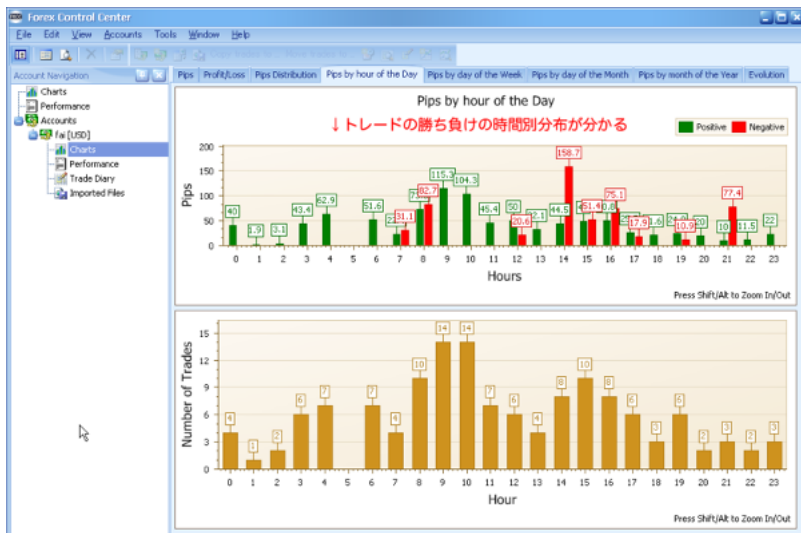 Forex Control Center
File Edit View Accounts Tools Window Help
Account Navigation
Charts
Performance
Accounts
fai [USD]
Charts
Performance
Trade Diary
Imported Files
Pips Profit/Loss Pips Distribution Pips by hour of the Day Pips by day of the Week Pips by day of the Month Pips by month of the Year Evolution
Pips by hour of the Day
↓トレードの勝ち負けの時間別分布が分かる
Positive Negative
Pips
200
150
100
50
0
40 1.9 3.1 43.4 62.9 51.6 31.1 82.7 115.3 104.3 45.4 50 20.6 44.5 158.7 51.4 75.1 17.9 10.9 20 10 77.4 11.5 22
0 1 2 3 4 5 6 7 8 9 10 11 12 13 14 15 16 17 18 19 20 21 22 23
Hours
Press Shift/Alt to Zoom In/Out
Number of Trades
15
12
9
6
3
0
4 1 2 6 7 7 4 10 14 14 7 6 4 8 10 8 6 3 6 2 3 2 3
0 1 2 3 4 5 6 7 8 9 10 11 12 13 14 15 16 17 18 19 20 21 22 23
Hour
Press Shift/Alt to Zoom In/Out